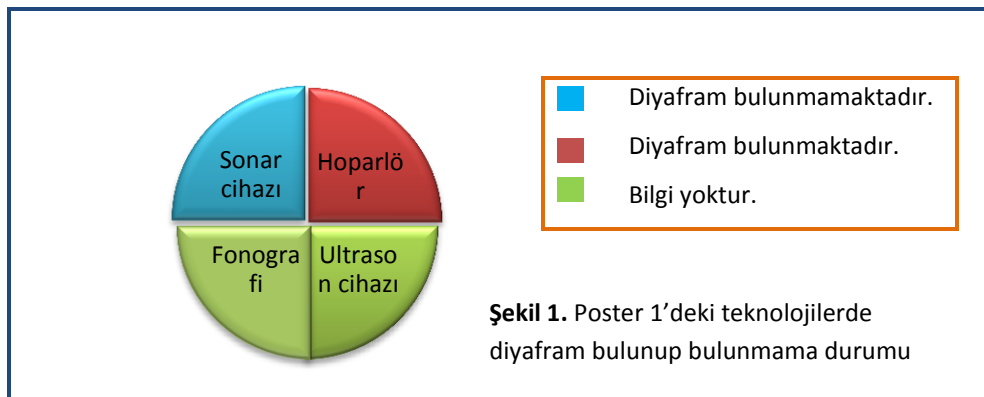 Sonar
cihazı
Hoparlö
r
Fonogra
fi
Ultraso
n cihazı
Diyafram bulunmamaktadır.
Diyafram bulunmaktadır.
Bilgi yoktur.
Şekil 1. Poster 1’deki teknolojilerde
diyafram bulunup bulunmama durumu